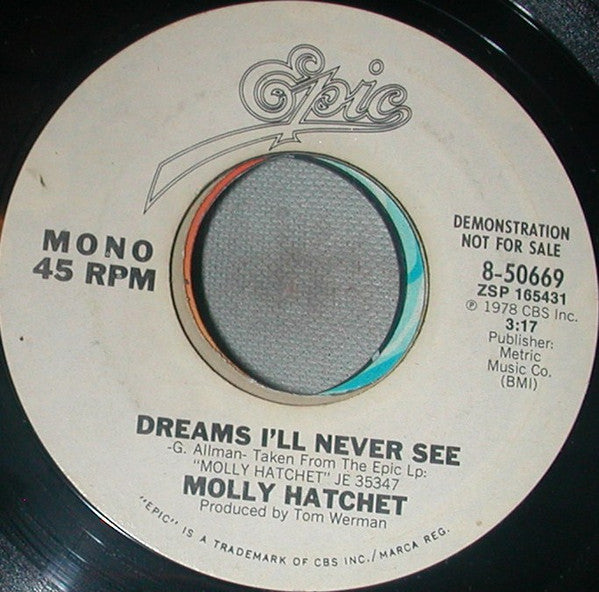 Epic
MONO
45 RPM
DEMONSTRATION
NOT FOR SALE
8-50669
ZSP 165431
℗ 1978 CBS Inc.
3:17
Publisher:
Metric
Music Co.
(BMI)
DREAMS I'LL NEVER SEE
-G. Allman- Taken From The Epic Lp:
"MOLLY HATCHET" JE 35347
MOLLY HATCHET
Produced by Tom Werman
"EPIC" IS A TRADEMARK OF CBS INC./MARCA REG.